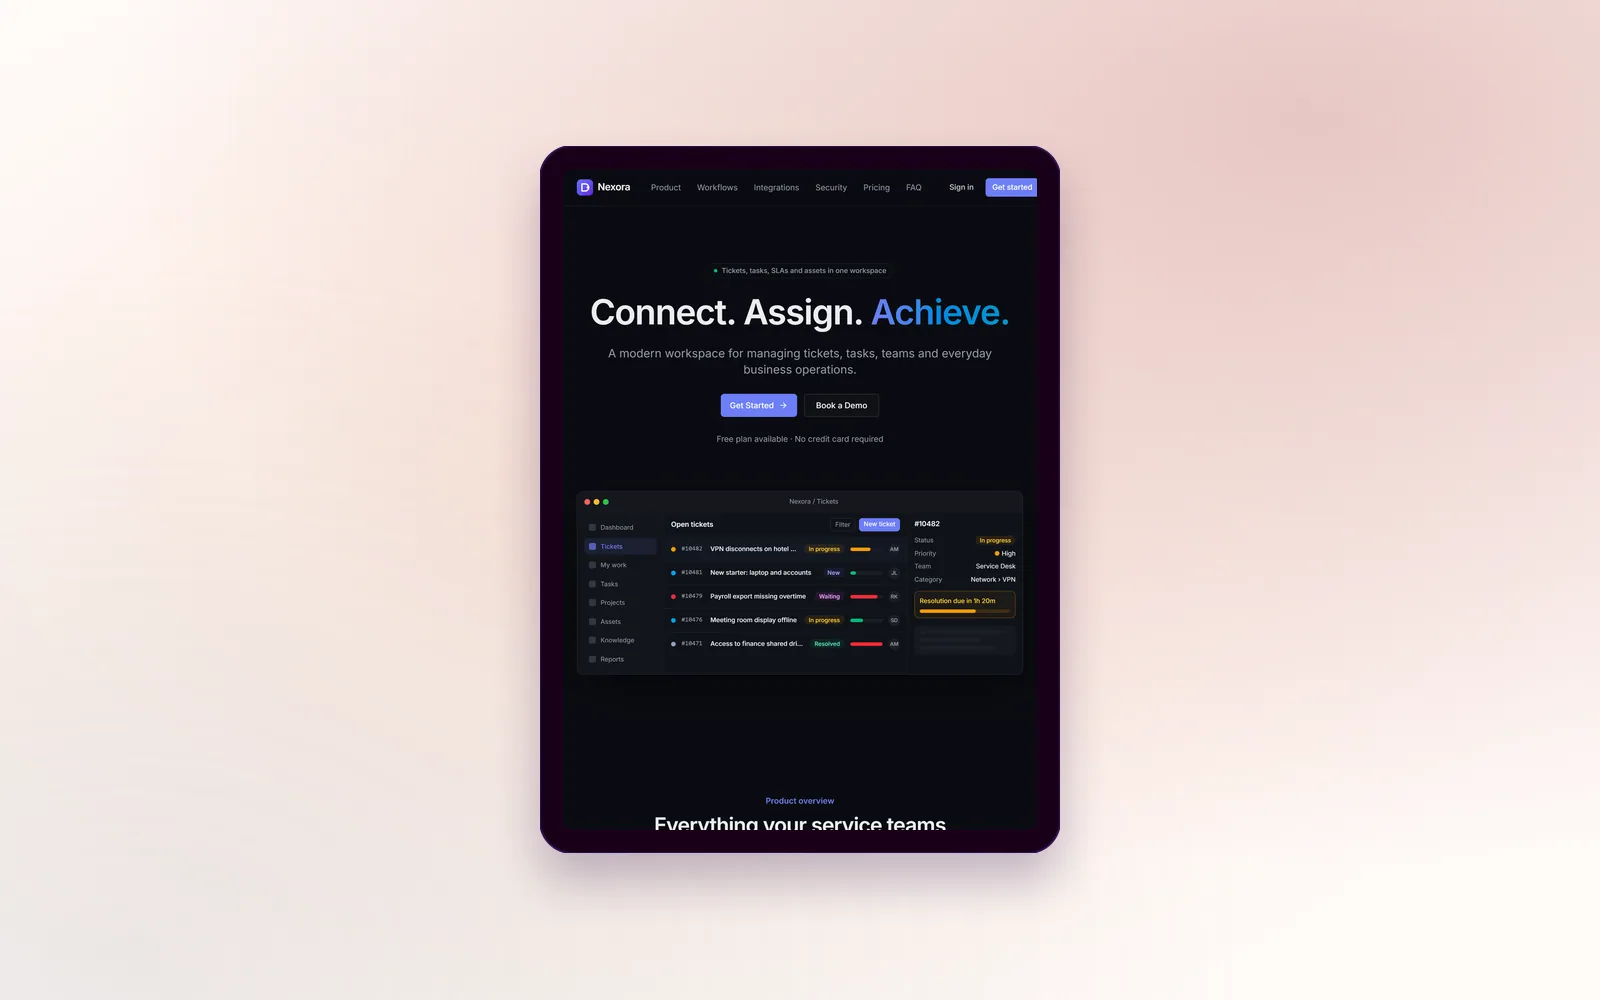 Nexora Product Workflows Integrations Security Pricing FAQ Sign in Get started
Tickets, tasks, SLAs and assets in one workspace
Connect. Assign. Achieve.
A modern workspace for managing tickets, tasks, teams and everyday
business operations.
Get Started → Book a Demo
Free plan available · No credit card required
Nexora / Tickets
Dashboard
Tickets
My work
Tasks
Projects
Assets
Knowledge
Reports
Open tickets Filter New ticket
#10482 VPN disconnects on hotel ... In progress AM
#10481 New starter: laptop and accounts New JL
#10479 Payroll export missing overtime Waiting RK
#10476 Meeting room display offline In progress SD
#10471 Access to finance shared dri... Resolved AM
#10482
Status In progress
Priority High
Team Service Desk
Category Network › VPN
Resolution due in 1h 20m
Product overview
Everything your service teams